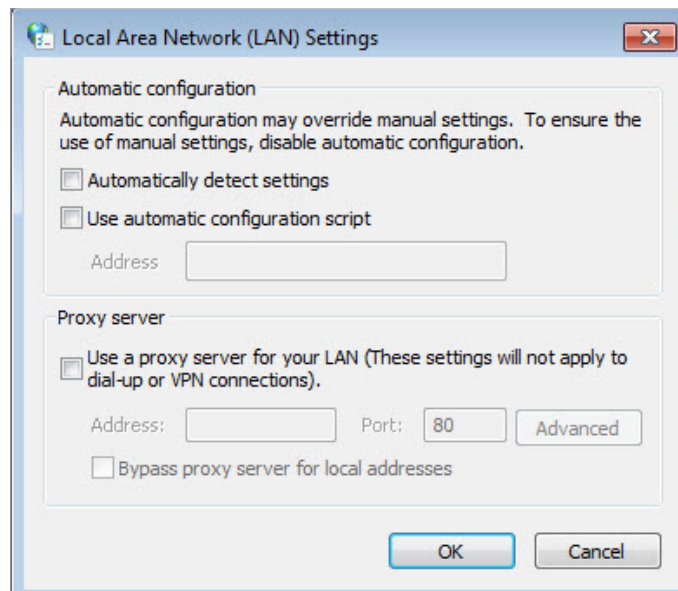 Local Area Network (LAN) Settings
Automatic configuration
Automatic configuration may override manual settings. To ensure the
use of manual settings, disable automatic configuration.
Automatically detect settings
Use automatic configuration script
Address
Proxy server
Use a proxy server for your LAN (These settings will not apply to
dial-up or VPN connections).
Address: Port: 80 Advanced
Bypass proxy server for local addresses
OK Cancel